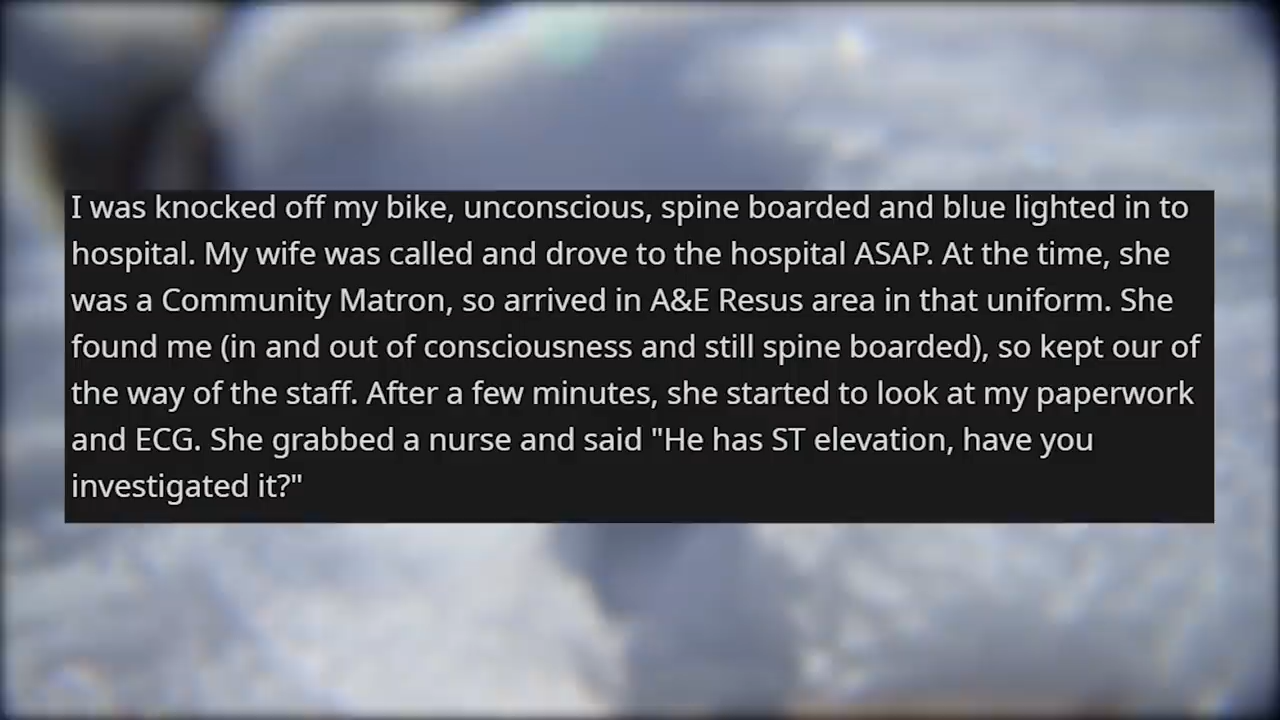 I was knocked off my bike, unconscious, spine boarded and blue lighted in to
hospital. My wife was called and drove to the hospital ASAP. At the time, she
was a Community Matron, so arrived in A&E Resus area in that uniform. She
found me (in and out of consciousness and still spine boarded), so kept our of
the way of the staff. After a few minutes, she started to look at my paperwork
and ECG. She grabbed a nurse and said "He has ST elevation, have you
investigated it?"